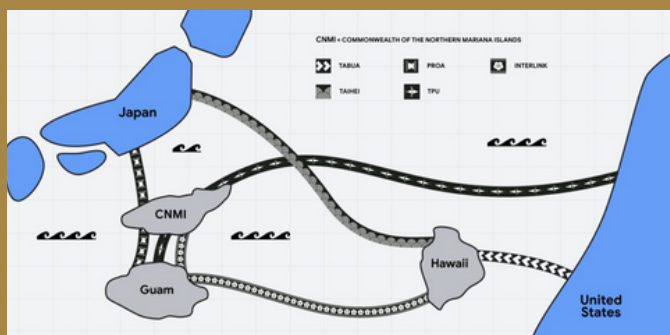 CNMI = COMMONWEALTH OF THE NORTHERN MARIANA ISLANDS
TABUA PROA INTERLINK
TAIHEI TPU
Japan
CNMI
Guam
Hawaii
United
States